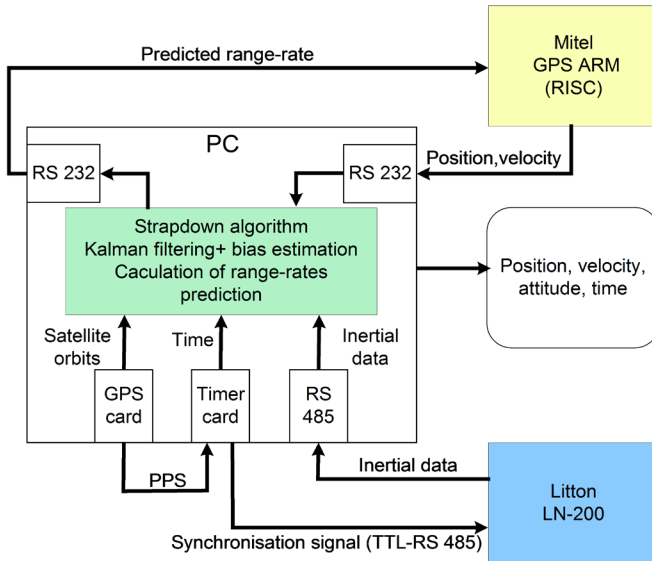 Predicted range-rate
Mitel
GPS ARM
(RISC)
PC
RS 232
RS 232
Position,velocity
Strapdown algorithm
Kalman filtering+ bias estimation
Caculation of range-rates
prediction
Position, velocity,
attitude, time
Satellite
orbits
Time
Inertial
data
GPS
card
Timer
card
RS
485
PPS
Inertial data
Litton
LN-200
Synchronisation signal (TTL-RS 485)